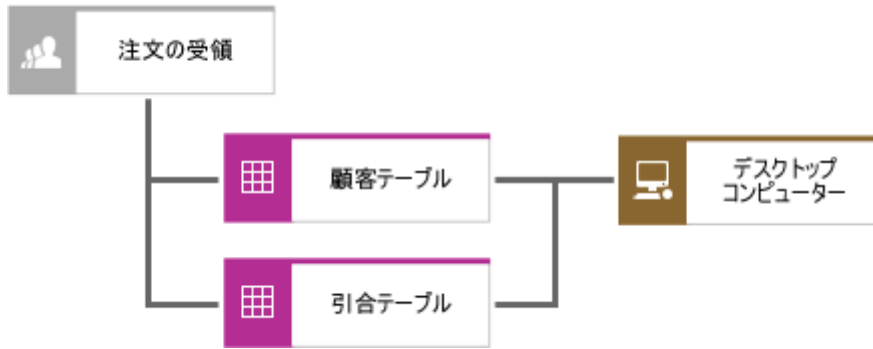 注文の受領
顧客テーブル
デスクトップ
コンピューター
引合テーブル